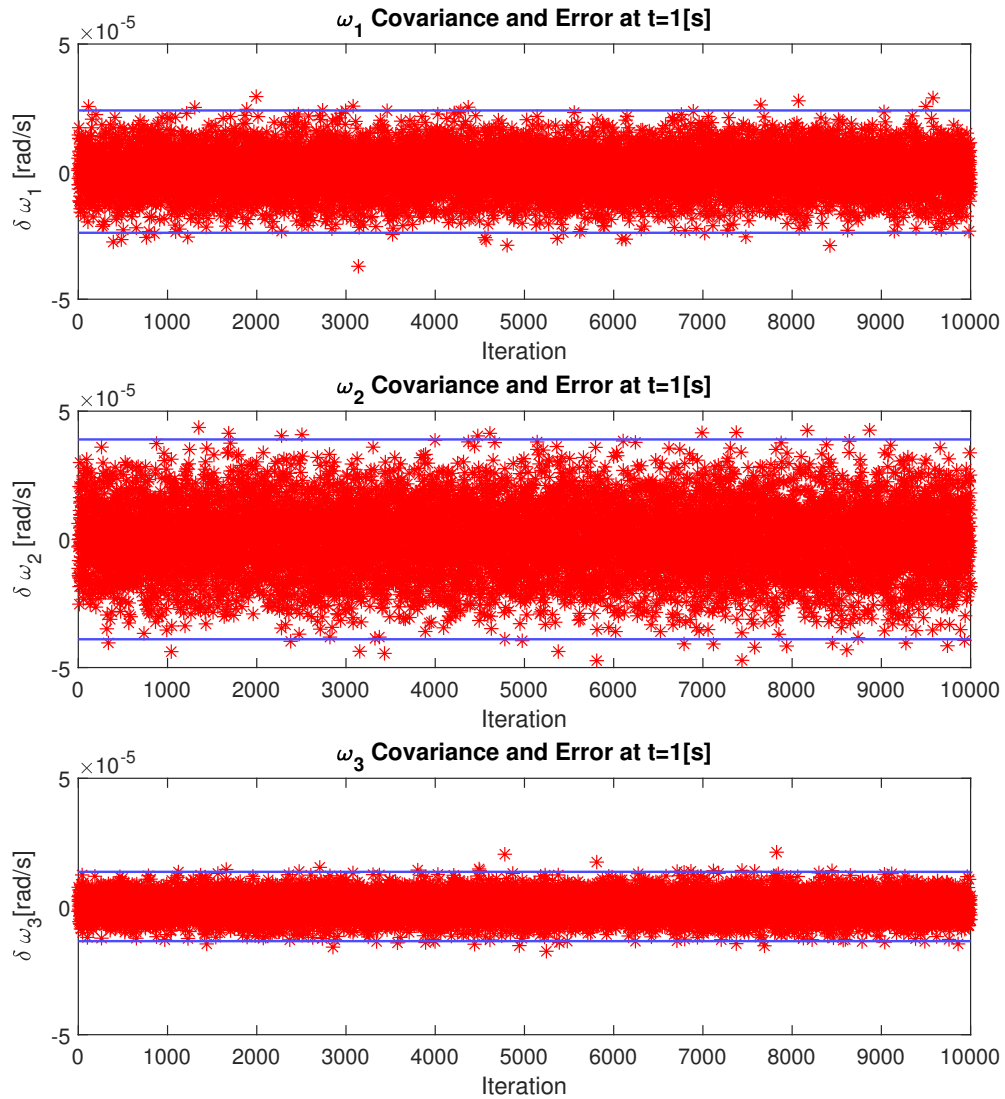 ω1 Covariance and Error at t=1[s]
×10-5
5
0
-5
δ ω1 [rad/s]
0 1000 2000 3000 4000 5000 6000 7000 8000 9000 10000
Iteration
ω2 Covariance and Error at t=1[s]
×10-5
5
0
-5
δ ω2 [rad/s]
0 1000 2000 3000 4000 5000 6000 7000 8000 9000 10000
Iteration
ω3 Covariance and Error at t=1[s]
×10-5
5
0
-5
δ ω3[rad/s]
0 1000 2000 3000 4000 5000 6000 7000 8000 9000 10000
Iteration